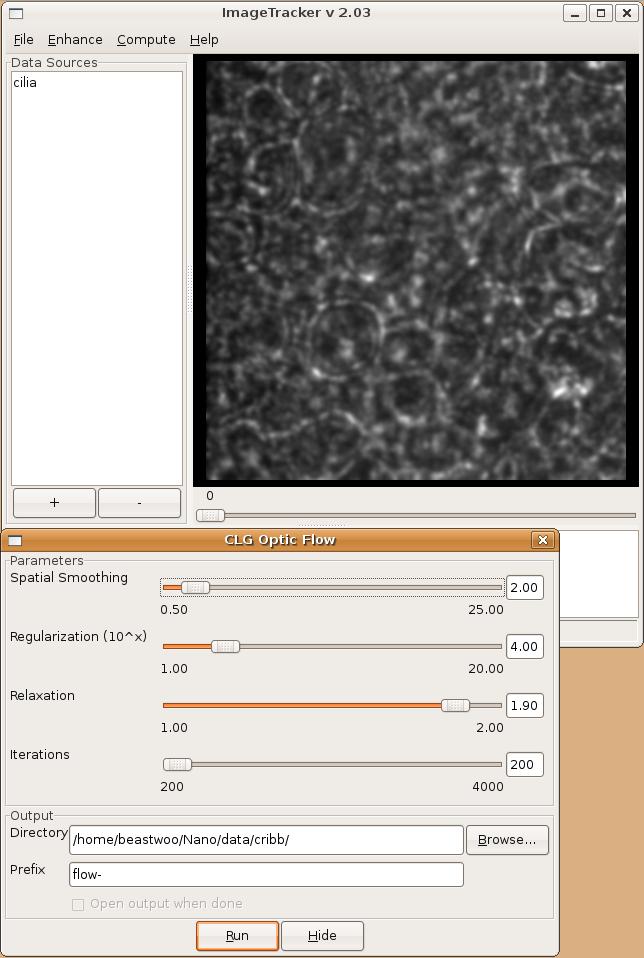 ImageTracker v 2.03
File Enhance Compute Help
Data Sources
cilia
+ -
0
CLG Optic Flow
Parameters
Spatial Smoothing 2.00
0.50 25.00
Regularization (10^x) 4.00
1.00 20.00
Relaxation 1.90
1.00 2.00
Iterations 200
200 4000
Output
Directory /home/beastwoo/Nano/data/cribb/ Browse...
Prefix flow-
Open output when done
Run Hide